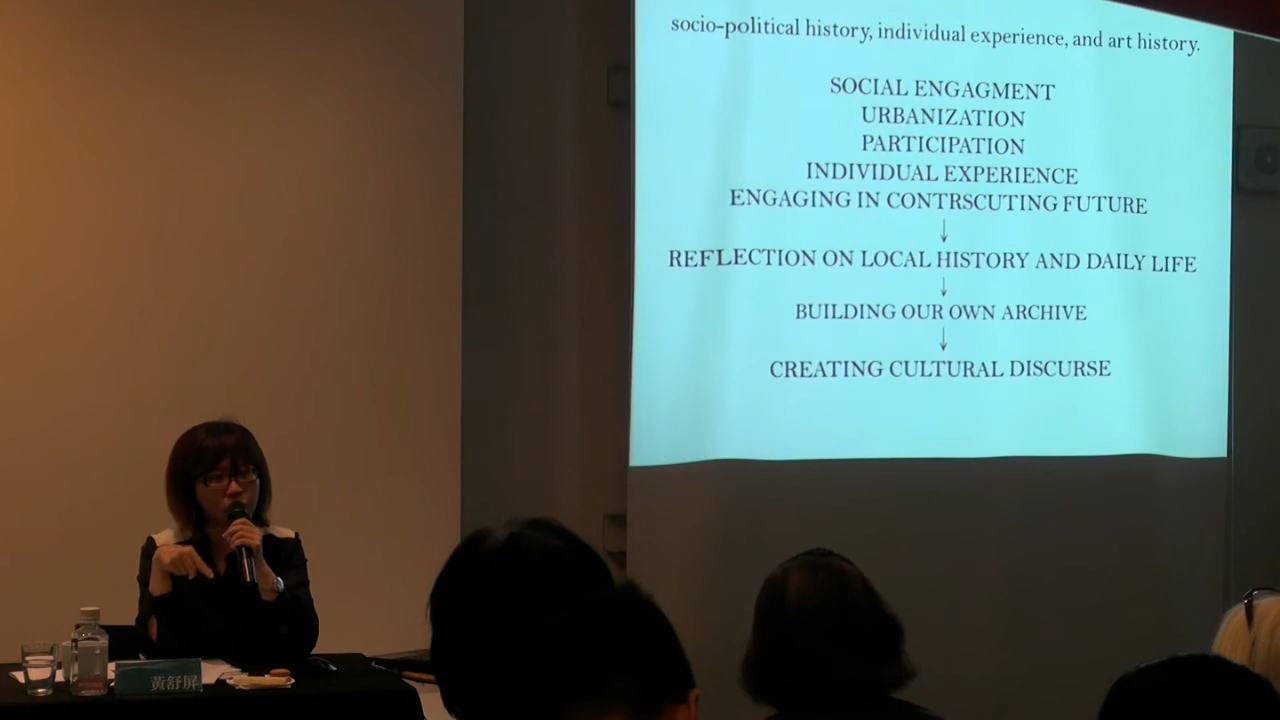 socio-political history, individual experience, and art history.
SOCIAL ENGAGMENT
URBANIZATION
PARTICIPATION
INDIVIDUAL EXPERIENCE
ENGAGING IN CONTRSCUTING FUTURE
↓
REFLECTION ON LOCAL HISTORY AND DAILY LIFE
↓
BUILDING OUR OWN ARCHIVE
↓
CREATING CULTURAL DISCURSE
黃舒屏